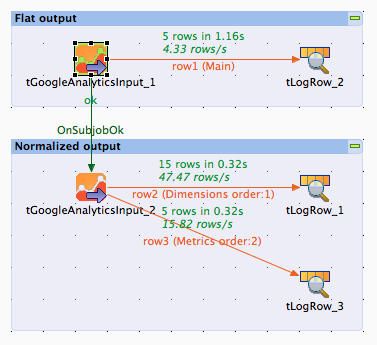 Flat output
5 rows in 1.16s
4.33 rows/s
row1 (Main)
tGoogleAnalyticsInput_1
tLogRow_2
ok
OnSubjobOk
Normalized output
15 rows in 0.32s
47.47 rows/s
row2 (Dimensions order:1)
tGoogleAnalyticsInput_2
tLogRow_1
5 rows in 0.32s
15.82 rows/s
row3 (Metrics order:2)
tLogRow_3